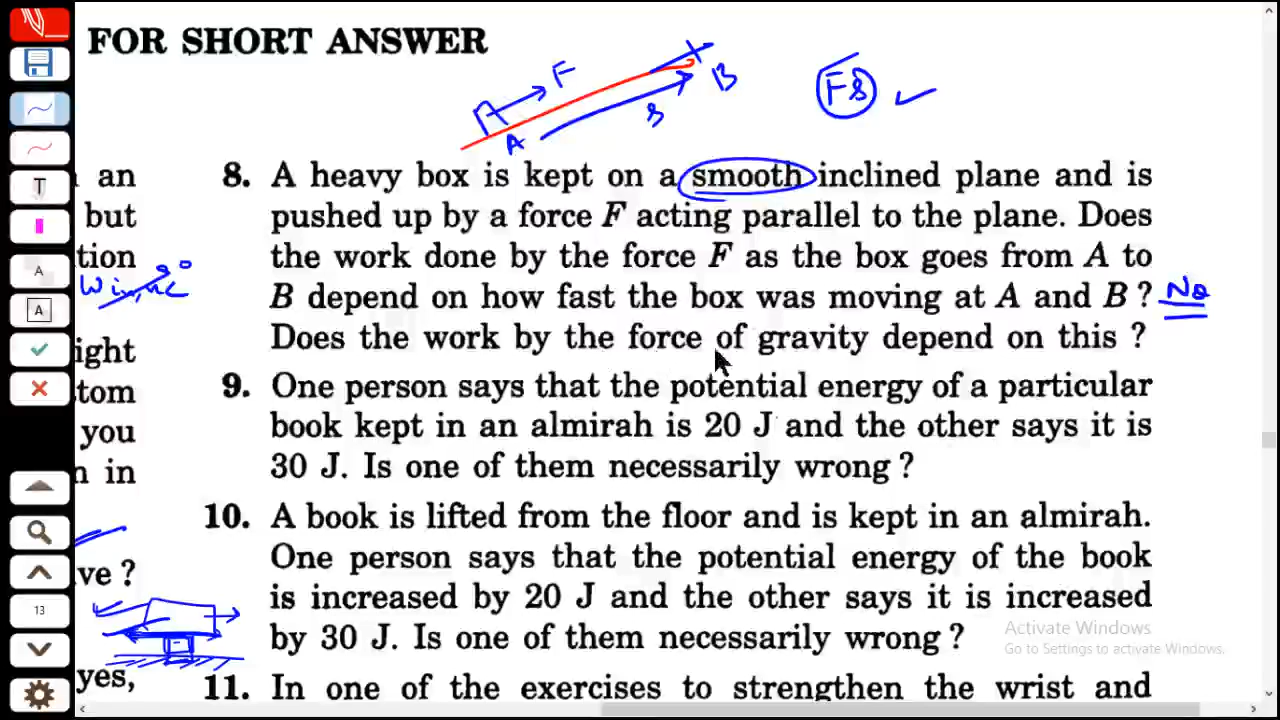 FOR SHORT ANSWER
F
A
s
B
Fs
n an
but
tion
ight
tom
you
n in
ve ?
yes,
8. A heavy box is kept on a smooth inclined plane and is
pushed up by a force F acting parallel to the plane. Does
the work done by the force F as the box goes from A to
B depend on how fast the box was moving at A and B ? No
Does the work by the force of gravity depend on this ?
9. One person says that the potential energy of a particular
book kept in an almirah is 20 J and the other says it is
30 J. Is one of them necessarily wrong ?
10. A book is lifted from the floor and is kept in an almirah.
One person says that the potential energy of the book
is increased by 20 J and the other says it is increased
by 30 J. Is one of them necessarily wrong ?
11. In one of the exercises to strengthen the wrist and
T
A
A
13
Activate Windows
Go to Settings to activate Windows.